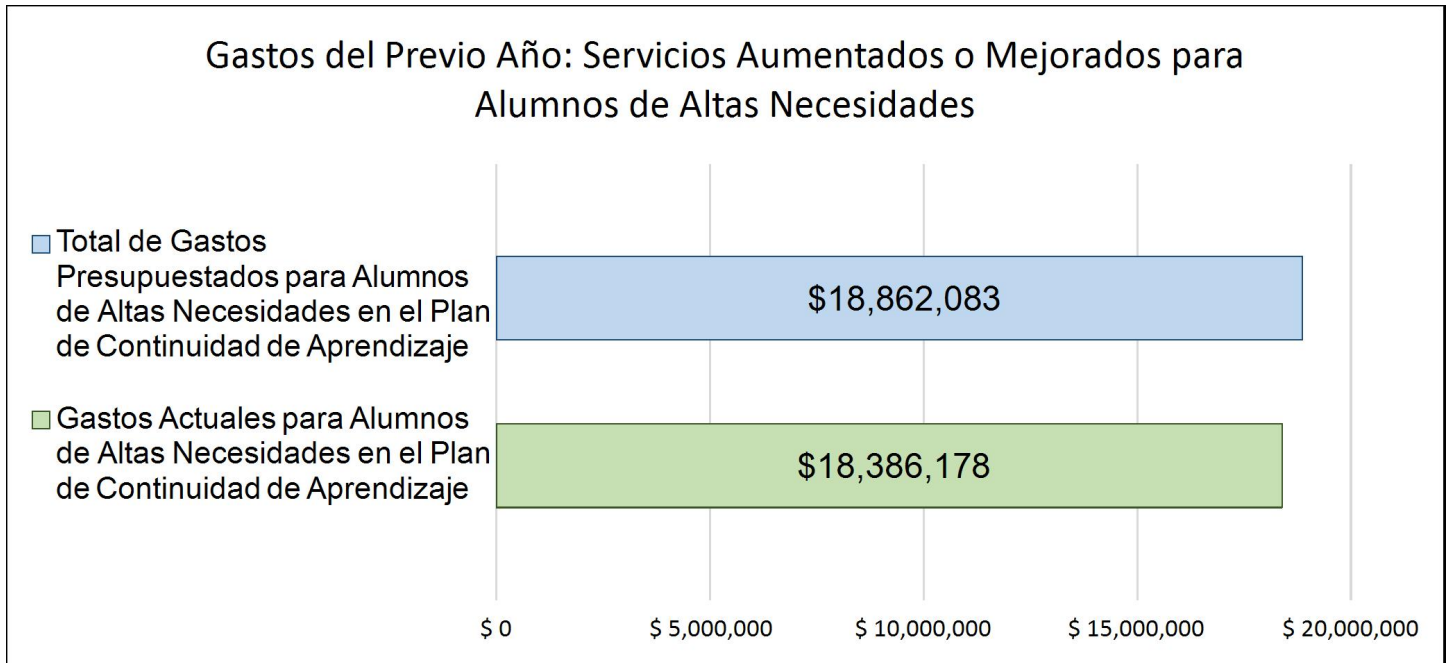 Gastos del Previo Año: Servicios Aumentados o Mejorados para
Alumnos de Altas Necesidades
Total de Gastos
Presupuestados para Alumnos
de Altas Necesidades en el Plan
de Continuidad de Aprendizaje
$18,862,083
Gastos Actuales para Alumnos
de Altas Necesidades en el Plan
de Continuidad de Aprendizaje
$18,386,178
$ 0
$ 5,000,000
$ 10,000,000
$ 15,000,000
$ 20,000,000